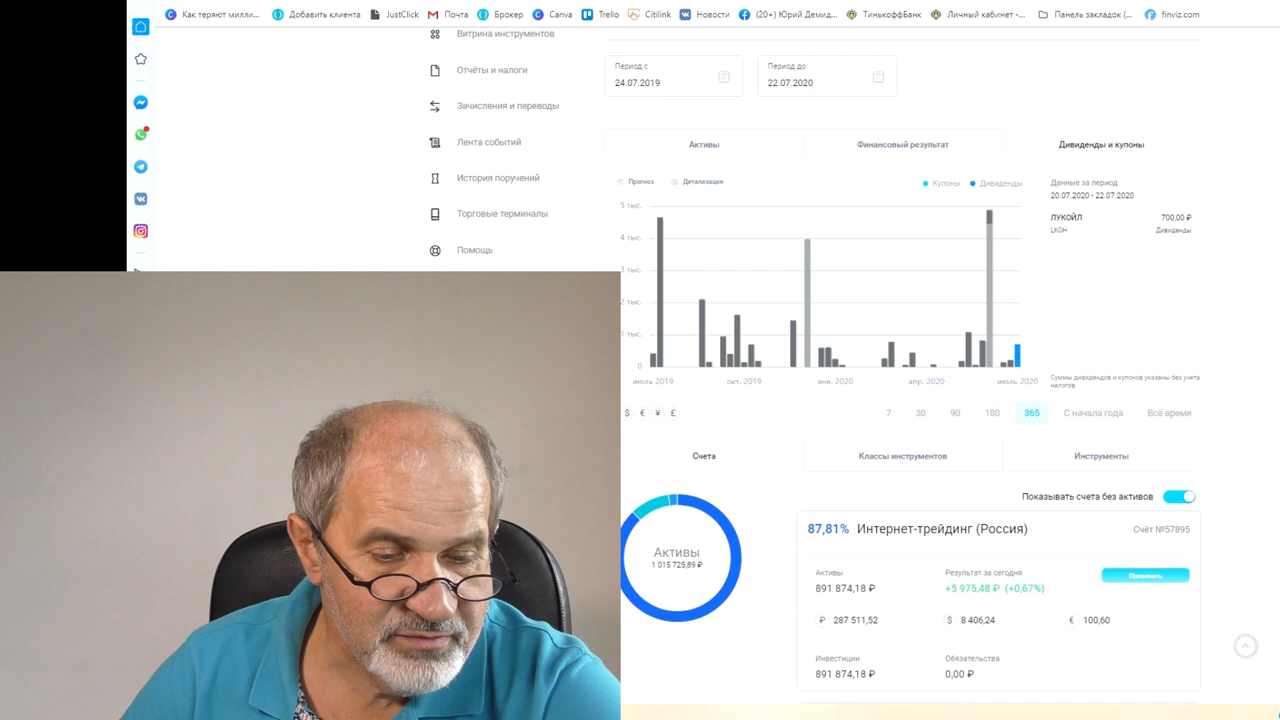 Как теряют милли...
Добавить клиента
JustClick
Почта
Брокер
Canva
Trello
Citilink
Новости
(20+) Юрий Демид...
ТинькоффБанк
Личный кабинет -...
Панель закладок (...
finviz.com
Витрина инструментов
Отчёты и налоги
Зачисления и переводы
Лента событий
История поручений
Торговые терминалы
Помощь
Период с
24.07.2019
Период до
22.07.2020
Активы
Финансовый результат
Дивиденды и купоны
Прогноз
Детализация
Купоны
Дивиденды
5 тыс.
4 тыс.
3 тыс.
2 тыс.
1 тыс.
0
июль 2019
окт. 2019
янв. 2020
апр. 2020
июль 2020
Данные за период
20.07.2020 - 22.07.2020
ЛУКОЙЛ 700,00 ₽
LKOH Дивиденды
Суммы дивидендов и купонов указаны без учета
налогов
$ € ¥ £
7 30 90 180 365 С начала года Всё время
Счета
Классы инструментов
Инструменты
Показывать счета без активов
Активы
1 015 725,89 ₽
87,81% Интернет-трейдинг (Россия)
Счёт №57895
Активы
891 874,18 ₽
Результат за сегодня
+5 975,48 ₽ (+0,67%)
Пополнить
₽ 287 511,52
$ 8 406,24
€ 100,60
Инвестиции
891 874,18 ₽
Обязательства
0,00 ₽